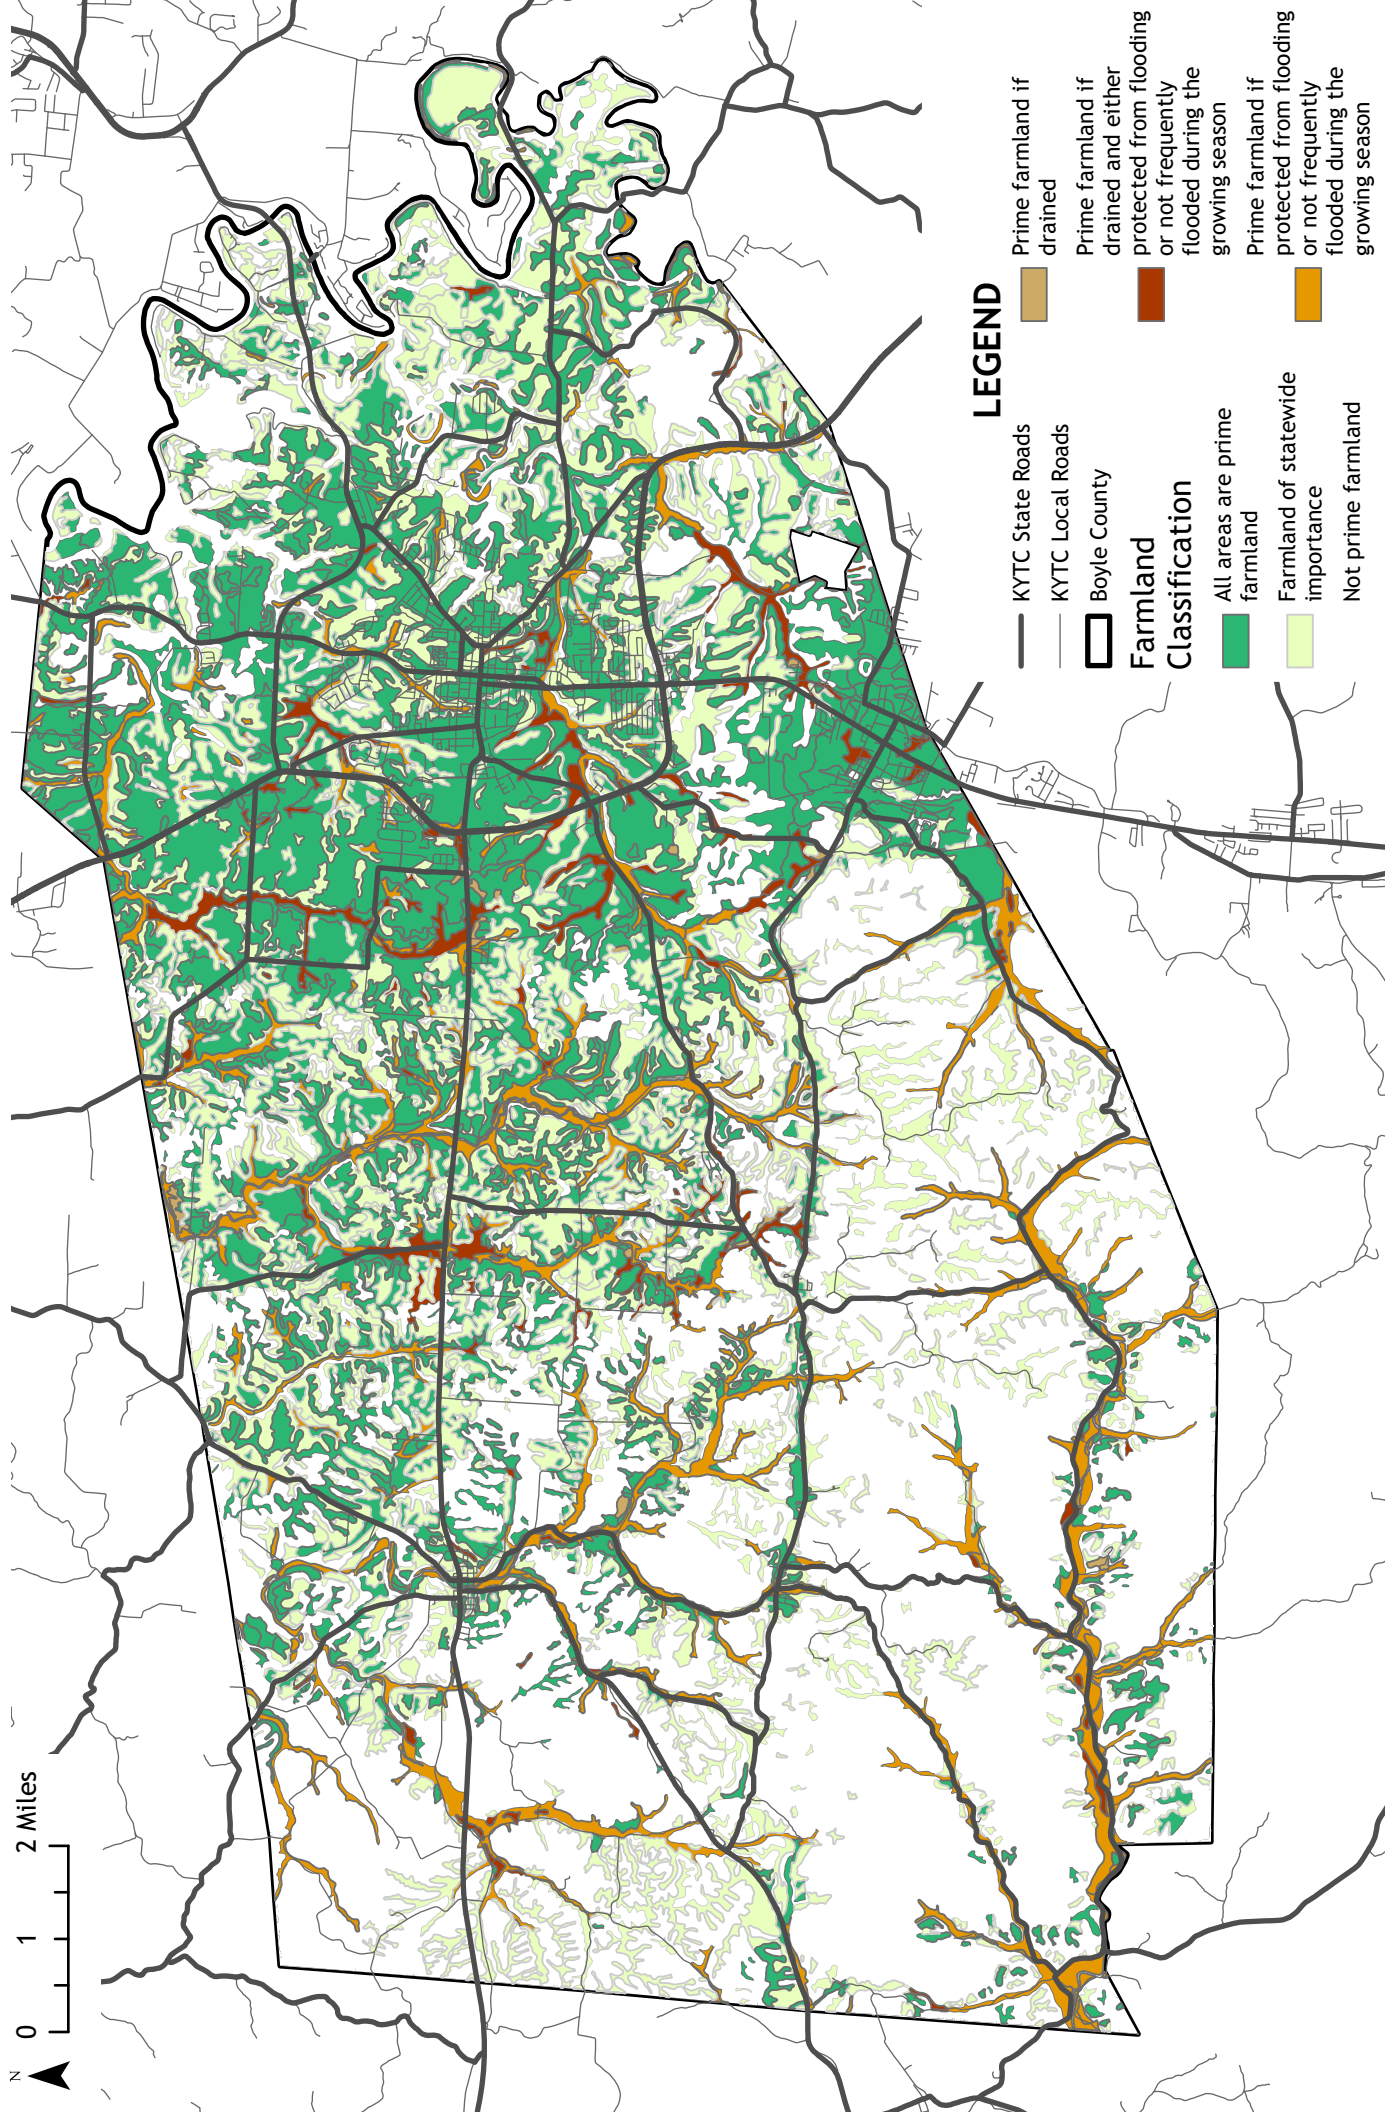 N
0 1 2 Miles
LEGEND
KYTC State Roads
KYTC Local Roads
Boyle County
Farmland
Classification
All areas are prime
farmland
Farmland of statewide
importance
Not prime farmland
Prime farmland if
drained
Prime farmland if
drained and either
protected from flooding
or not frequently
flooded during the
growing season
Prime farmland if
protected from flooding
or not frequently
flooded during the
growing season